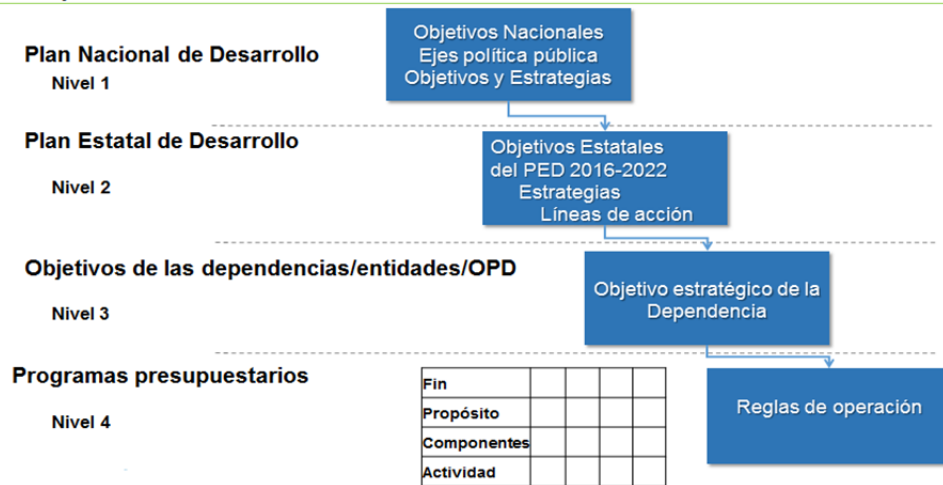 Plan Nacional de Desarrollo
Nivel 1
Objetivos Nacionales
Ejes política pública
Objetivos y Estrategias
Plan Estatal de Desarrollo
Nivel 2
Objetivos Estatales
del PED 2016-2022
Estrategias
Líneas de acción
Objetivos de las dependencias/entidades/OPD
Nivel 3
Objetivo estratégico de la
Dependencia
Programas presupuestarios
Nivel 4
Fin
Propósito
Componentes
Actividad
Reglas de operación